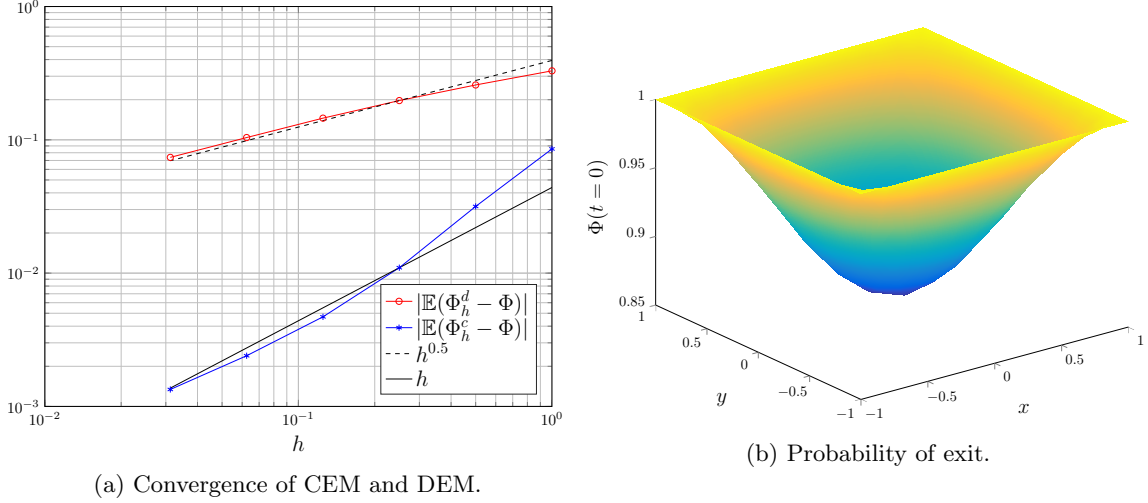 10^0
10^{-1}
10^{-2}
10^{-3}
10^{-2}
10^{-1}
10^0
h
|𝔼(Φ_h^d − Φ)|
|𝔼(Φ_h^c − Φ)|
h^{0.5}
h
(a) Convergence of CEM and DEM.
1
0.95
0.9
0.85
Φ(t = 0)
1
0.5
0
−0.5
−1
y
−1
−0.5
0
0.5
1
x
(b) Probability of exit.